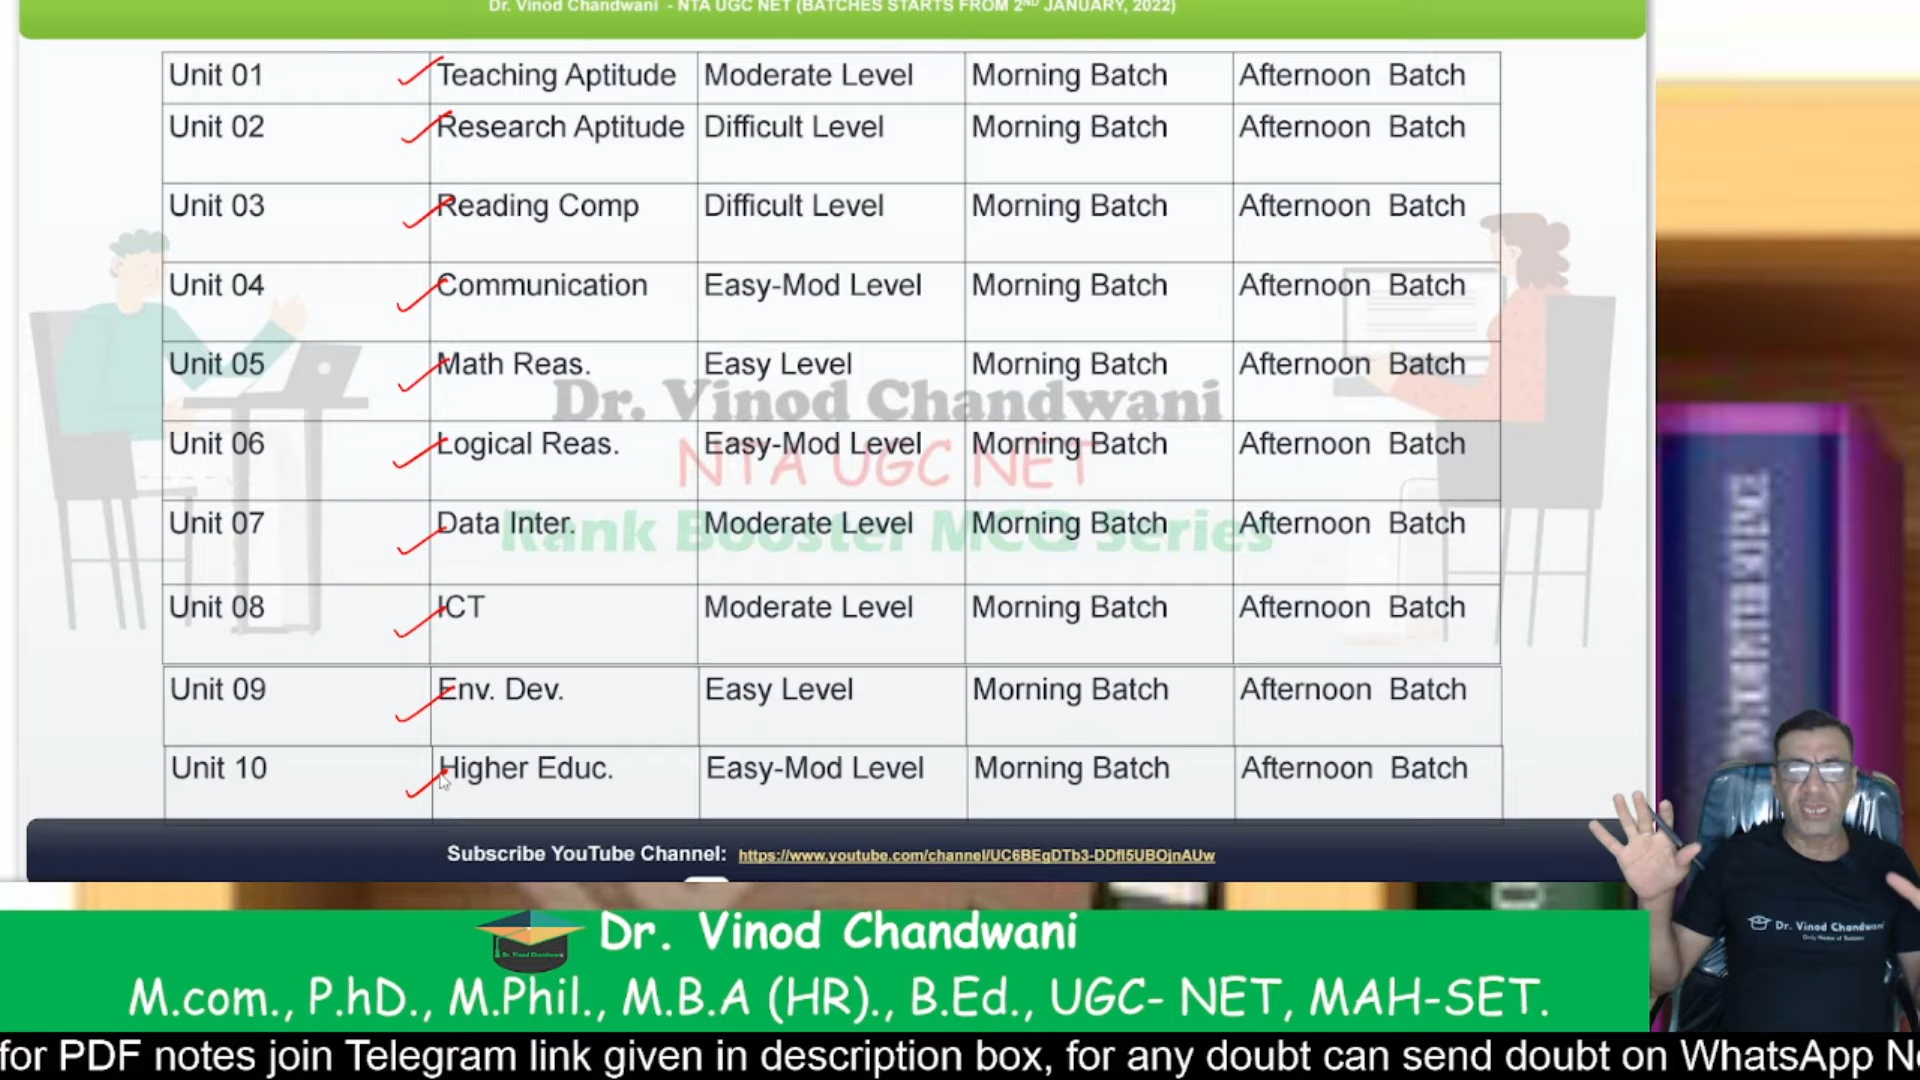 Dr. Vinod Chandwani - NTA UGC NET (BATCHES STARTS FROM 2ND JANUARY, 2022)
Unit 01 Teaching Aptitude Moderate Level Morning Batch Afternoon Batch
Unit 02 Research Aptitude Difficult Level Morning Batch Afternoon Batch
Unit 03 Reading Comp Difficult Level Morning Batch Afternoon Batch
Unit 04 Communication Easy-Mod Level Morning Batch Afternoon Batch
Unit 05 Math Reas. Easy Level Morning Batch Afternoon Batch
Dr. Vinod Chandwani
Unit 06 Logical Reas. Easy-Mod Level Morning Batch Afternoon Batch
NTA UGC NET
Unit 07 Data Inter. Moderate Level Morning Batch Afternoon Batch
Rank Booster MCQ Series
Unit 08 ICT Moderate Level Morning Batch Afternoon Batch
Unit 09 Env. Dev. Easy Level Morning Batch Afternoon Batch
Unit 10 Higher Educ. Easy-Mod Level Morning Batch Afternoon Batch
Subscribe YouTube Channel: https://www.youtube.com/channel/UC6BEgDTb3-DDfI5UBOjnAUw
Dr. Vinod Chandwani
Dr. Vinod Chandwani
M.com., P.hD., M.Phil., M.B.A (HR)., B.Ed., UGC- NET, MAH-SET.
for PDF notes join Telegram link given in description box, for any doubt can send doubt on WhatsApp
Dr. Vinod Chandwani